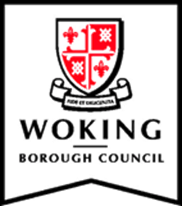 FIDE ET DILIGENTIA
WOKING
BOROUGH COUNCIL